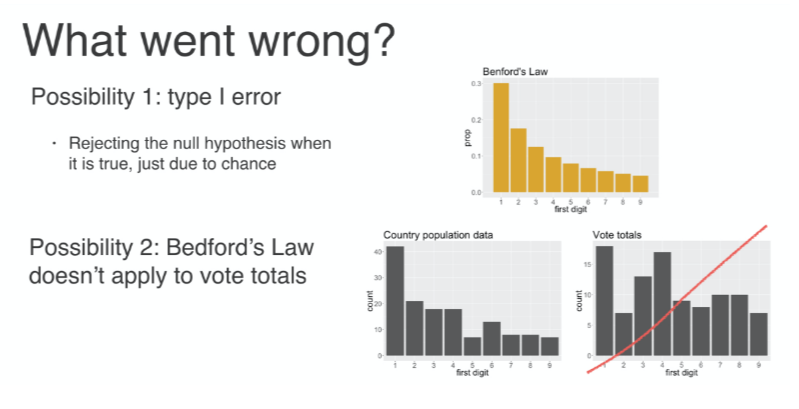 What went wrong?
Possibility 1: type I error
· Rejecting the null hypothesis when
it is true, just due to chance
Possibility 2: Bedford's Law
doesn't apply to vote totals
Benford's Law
prop
0.3
0.2
0.1
0.0
1 2 3 4 5 6 7 8 9
first digit
Country population data
count
40
30
20
10
0
1 2 3 4 5 6 7 8 9
first digit
Vote totals
count
15
10
5
0
1 2 3 4 5 6 7 8 9
first digit